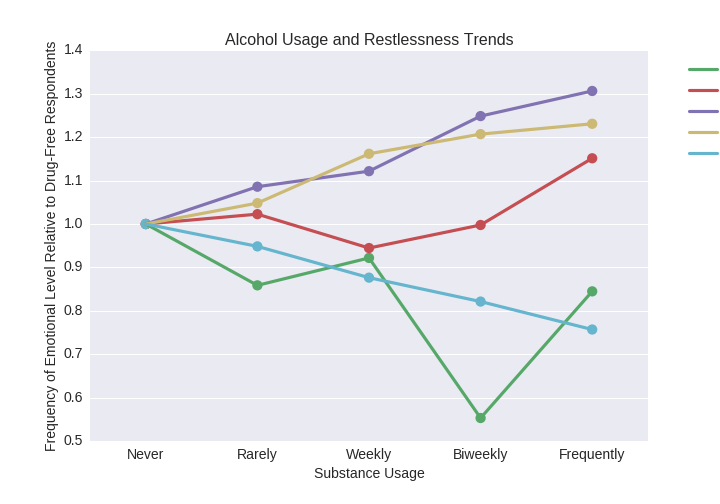 Alcohol Usage and Restlessness Trends
Frequency of Emotional Level Relative to Drug-Free Respondents
1.4
1.3
1.2
1.1
1.0
0.9
0.8
0.7
0.6
0.5
Never Rarely Weekly Biweekly Frequently
Substance Usage